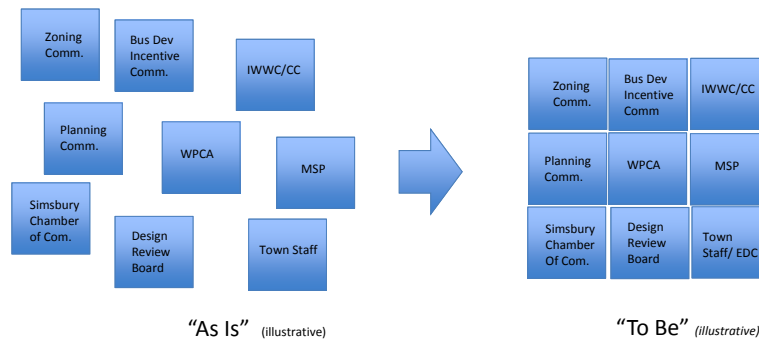 Zoning
Comm.
Bus Dev
Incentive
Comm.
IWWC/CC
Planning
Comm.
WPCA
MSP
Simsbury
Chamber
of Com.
Design
Review
Board
Town Staff
"As Is" (illustrative)
Zoning
Comm.
Bus Dev
Incentive
Comm
IWWC/CC
Planning
Comm.
WPCA
MSP
Simsbury
Chamber
Of Com.
Design
Review
Board
Town
Staff/ EDC
"To Be" (illustrative)